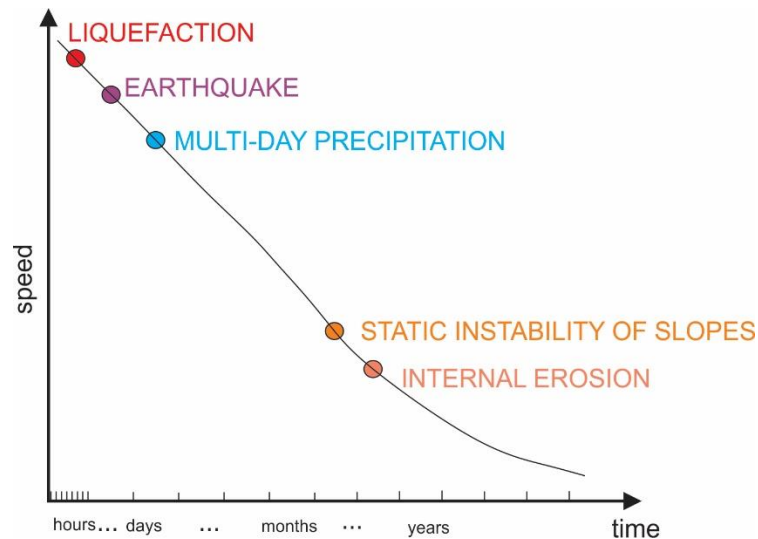 LIQUEFACTION
EARTHQUAKE
MULTI-DAY PRECIPITATION
speed
STATIC INSTABILITY OF SLOPES
INTERNAL EROSION
hours... days ... months ... years time